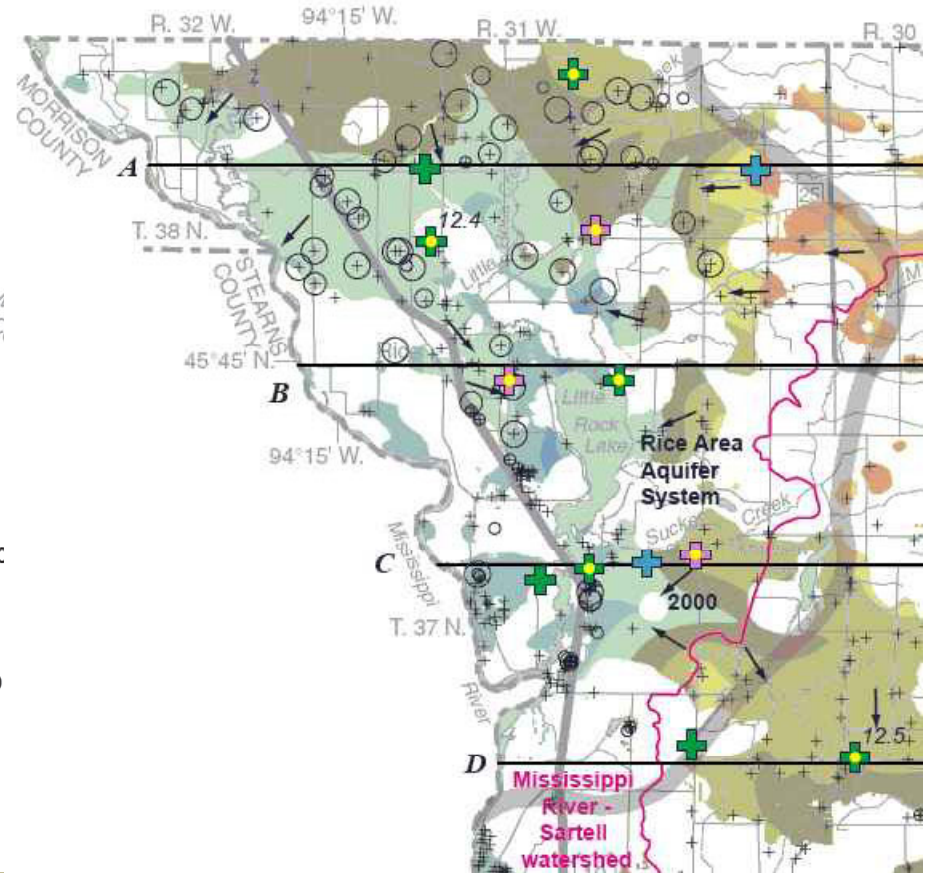 R. 32 W.
94°15' W.
R. 31 W.
R. 30
MORRISON
COUNTY
A
25
T. 38 N.
12.4
STEARNS
COUNTY
Little
45°45' N.
B
Little
Rock
Lake
94°15' W.
Rice Area
Aquifer
System
Creek
C
Mississippi
2000
T. 37 N.
River
12.5
D
Mississippi
River -
Sartell
watershed